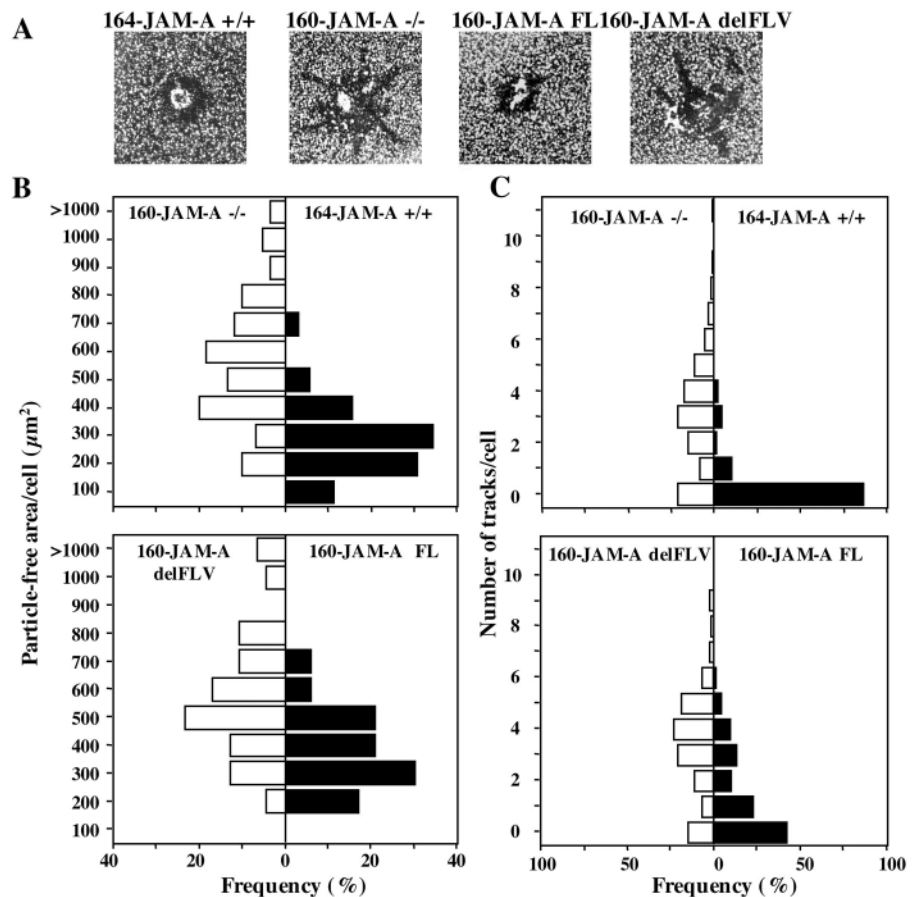 A
164-JAM-A +/+ 160-JAM-A -/- 160-JAM-A FL 160-JAM-A delFLV
B
160-JAM-A -/- 164-JAM-A +/+
>1000
1000
900
800
700
600
500
400
300
200
100
160-JAM-A
delFLV
160-JAM-A FL
>1000
1000
900
800
700
600
500
400
300
200
100
40 20 0 20 40
Frequency (%)
Particle-free area/cell (µm²)
C
160-JAM-A -/- 164-JAM-A +/+
10
8
6
4
2
0
160-JAM-A delFLV 160-JAM-A FL
10
8
6
4
2
0
100 50 0 50 100
Frequency (%)
Number of tracks/cell